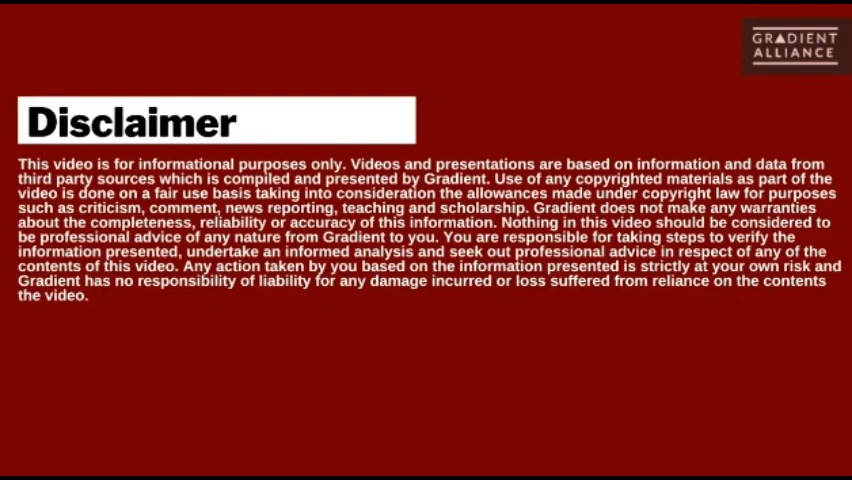 GRADIENT
ALLIANCE
Disclaimer
This video is for informational purposes only. Videos and presentations are based on information and data from
third party sources which is compiled and presented by Gradient. Use of any copyrighted materials as part of the
video is done on a fair use basis taking into consideration the allowances made under copyright law for purposes
such as criticism, comment, news reporting, teaching and scholarship. Gradient does not make any warranties
about the completeness, reliability or accuracy of this information. Nothing in this video should be considered to
be professional advice of any nature from Gradient to you. You are responsible for taking steps to verify the
information presented, undertake an informed analysis and seek out professional advice in respect of any of the
contents of this video. Any action taken by you based on the information presented is strictly at your own risk and
Gradient has no responsibility of liability for any damage incurred or loss suffered from reliance on the contents
the video.